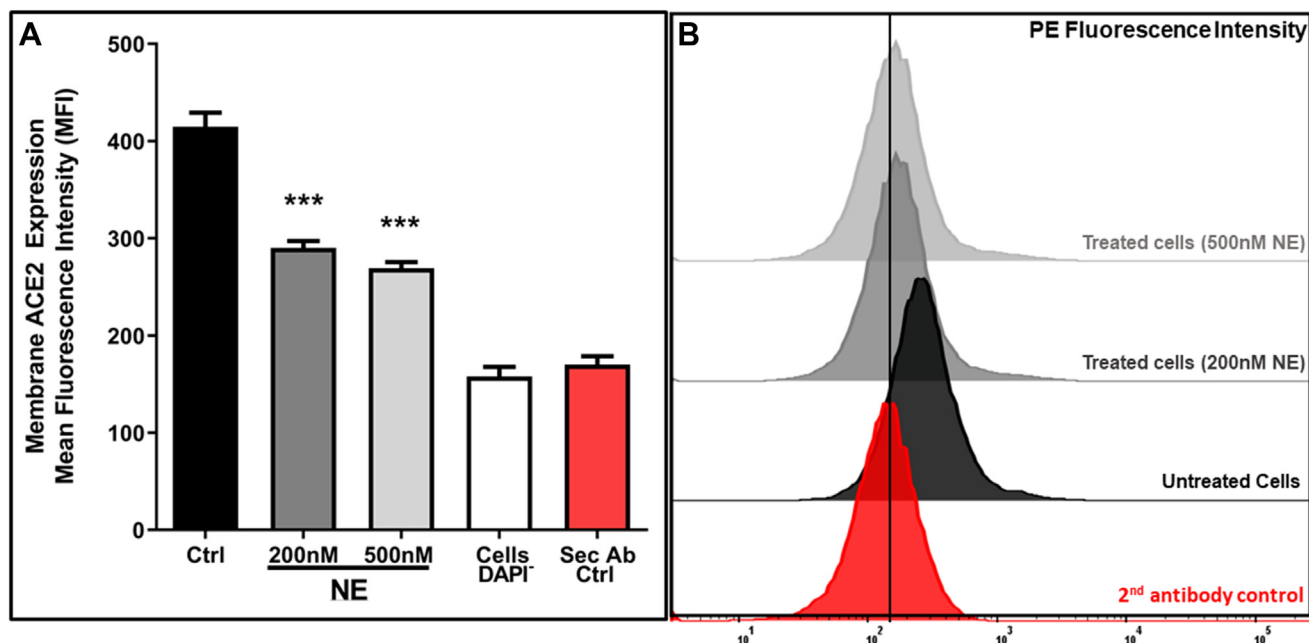 A
Membrane ACE2 Expression
Mean Fluorescence Intensity (MFI)
500
400
300
200
100
0
***
***
Ctrl
200nM
500nM
NE
Cells
DAPI⁻
Sec Ab
Ctrl
B
PE Fluorescence Intensity
Treated cells (500nM NE)
Treated cells (200nM NE)
Untreated Cells
2ⁿᵈ antibody control
10¹
10²
10³
10⁴
10⁵